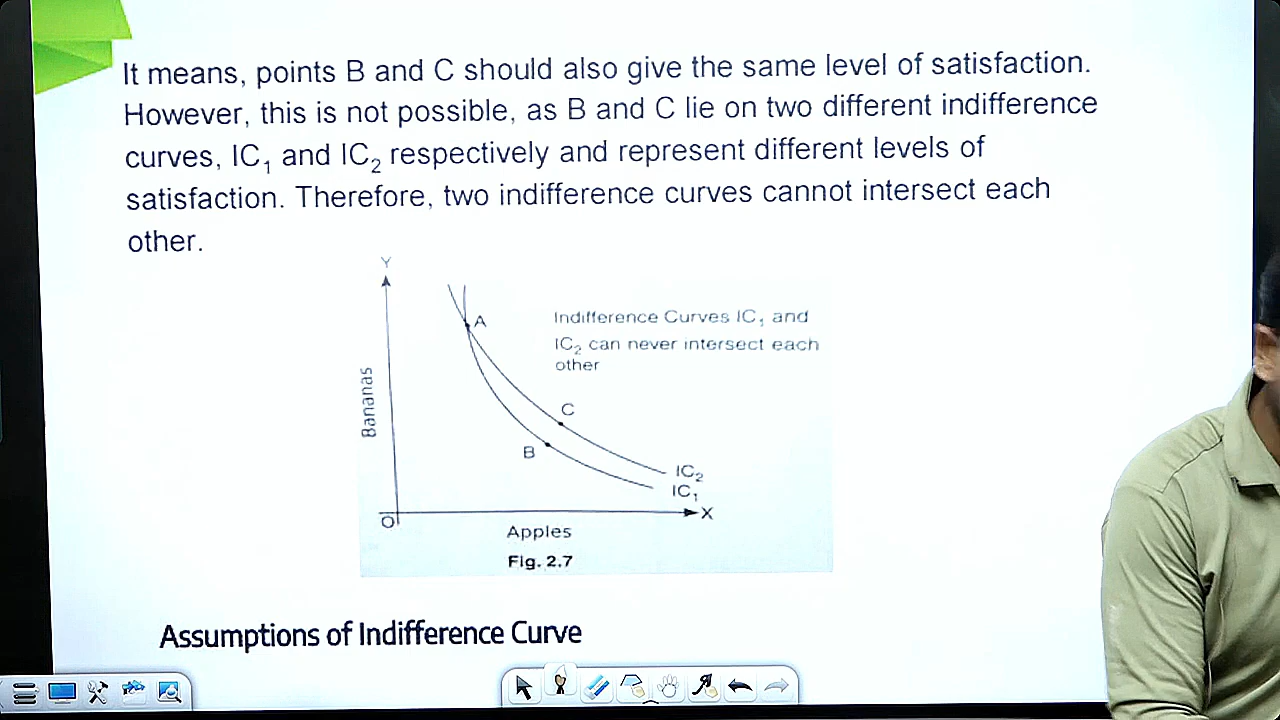 It means, points B and C should also give the same level of satisfaction.
However, this is not possible, as B and C lie on two different indifference
curves, IC₁ and IC₂ respectively and represent different levels of
satisfaction. Therefore, two indifference curves cannot intersect each
other.
Y
A
Indifference Curves IC₁ and
IC₂ can never intersect each
other
Bananas
C
B
IC₂
IC₁
O
X
Apples
Fig. 2.7
Assumptions of Indifference Curve